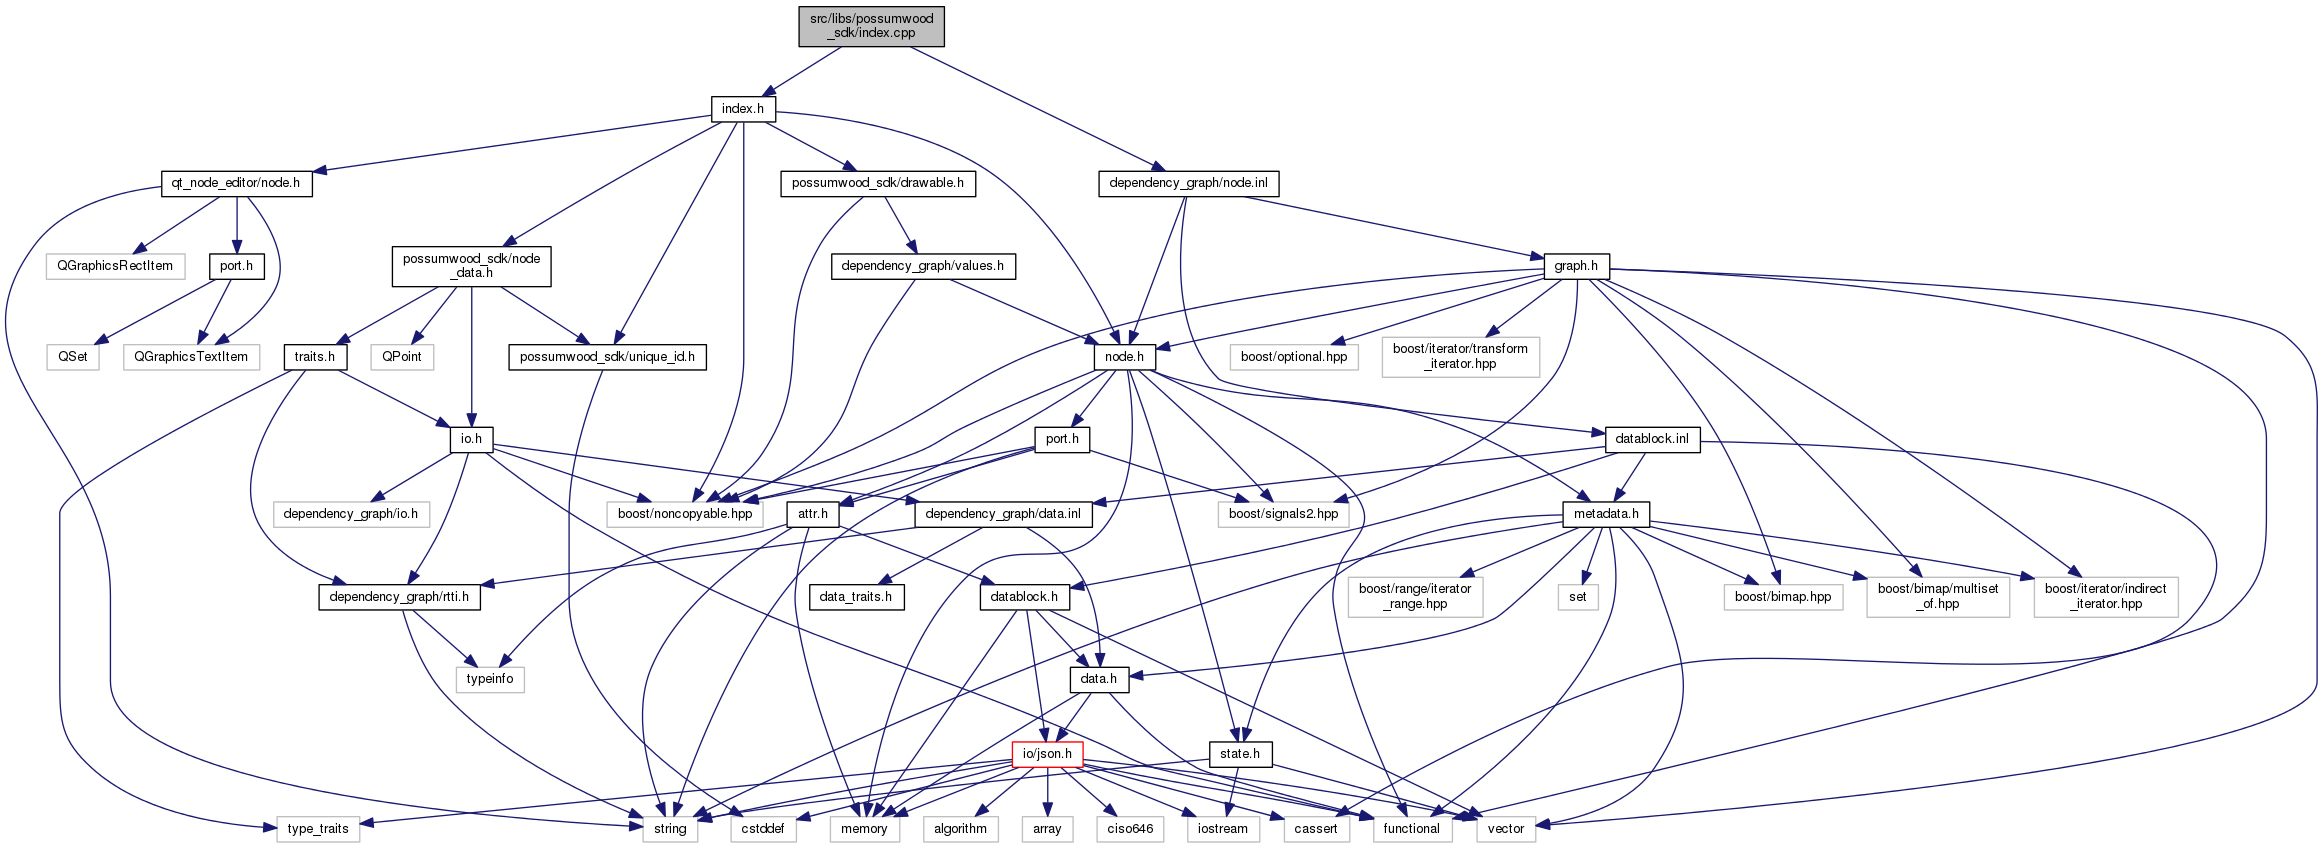 src/libs/possumwood
_sdk/index.cpp
index.h
qt_node_editor/node.h
possumwood_sdk/drawable.h
dependency_graph/node.inl
QGraphicsRectItem
port.h
possumwood_sdk/node
_data.h
dependency_graph/values.h
graph.h
QSet
QGraphicsTextItem
traits.h
QPoint
possumwood_sdk/unique_id.h
node.h
boost/optional.hpp
boost/iterator/transform
_iterator.hpp
io.h
port.h
datablock.inl
dependency_graph/io.h
boost/noncopyable.hpp
attr.h
dependency_graph/data.inl
boost/signals2.hpp
metadata.h
dependency_graph/rtti.h
data_traits.h
datablock.h
boost/range/iterator
_range.hpp
set
boost/bimap.hpp
boost/bimap/multiset
_of.hpp
boost/iterator/indirect
_iterator.hpp
typeinfo
data.h
io/json.h
state.h
type_traits
string
cstddef
memory
algorithm
array
ciso646
iostream
cassert
functional
vector